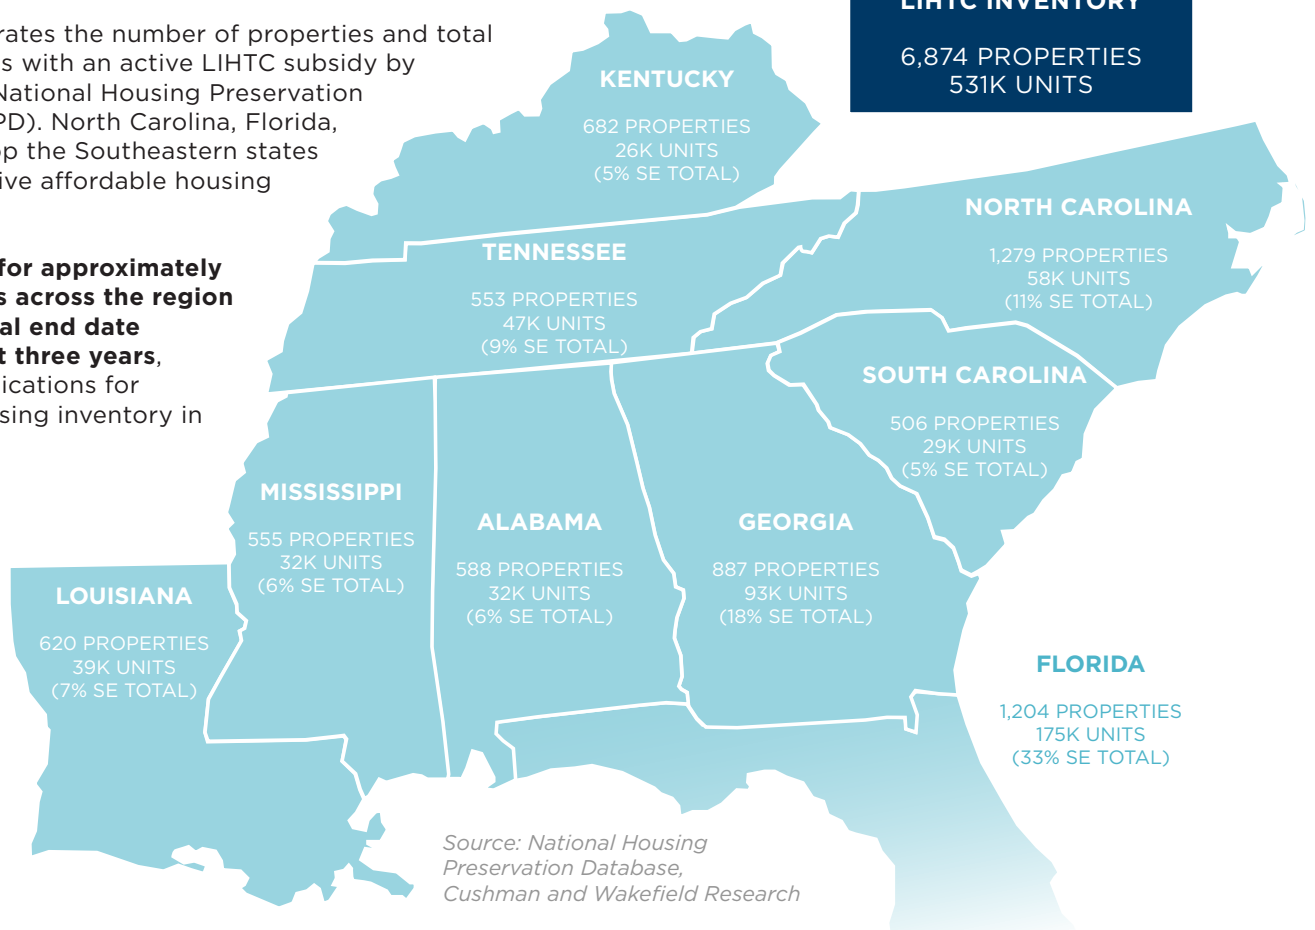 rates the number of properties and total
s with an active LIHTC subsidy by
National Housing Preservation
PD). North Carolina, Florida,
op the Southeastern states
ive affordable housing
for approximately
s across the region
al end date
t three years,
ications for
sing inventory in
LIHTC INVENTORY
6,874 PROPERTIES
531K UNITS
KENTUCKY
682 PROPERTIES
26K UNITS
(5% SE TOTAL)
NORTH CAROLINA
1,279 PROPERTIES
58K UNITS
(11% SE TOTAL)
TENNESSEE
553 PROPERTIES
47K UNITS
(9% SE TOTAL)
SOUTH CAROLINA
506 PROPERTIES
29K UNITS
(5% SE TOTAL)
MISSISSIPPI
555 PROPERTIES
32K UNITS
(6% SE TOTAL)
ALABAMA
588 PROPERTIES
32K UNITS
(6% SE TOTAL)
GEORGIA
887 PROPERTIES
93K UNITS
(18% SE TOTAL)
LOUISIANA
620 PROPERTIES
39K UNITS
(7% SE TOTAL)
FLORIDA
1,204 PROPERTIES
175K UNITS
(33% SE TOTAL)
Source: National Housing
Preservation Database,
Cushman and Wakefield Research